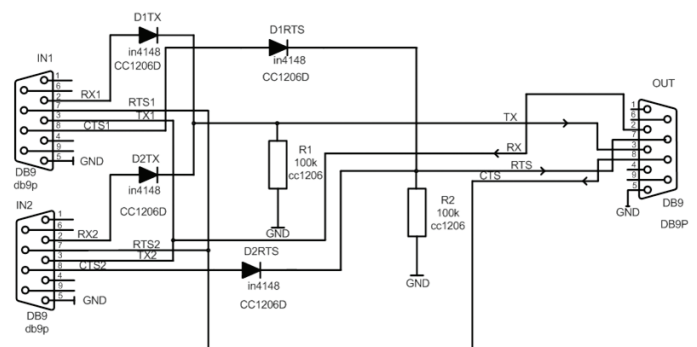 D1TX
in4148
CC1206D
D1RTS
in4148
CC1206D
IN1
1
6
2
7
3
8
4
9
5
RX1
RTS1
TX1
CTS1
GND
DB9
db9p
D2TX
in4148
CC1206D
IN2
1
6
2
7
3
8
4
9
5
RX2
RTS2
TX2
CTS2
GND
DB9
db9p
D2RTS
in4148
CC1206D
R1
100k
cc1206
GND
R2
100k
cc1206
GND
TX
RX
RTS
CTS
OUT
1
6
2
7
3
8
4
9
5
GND
DB9
DB9P